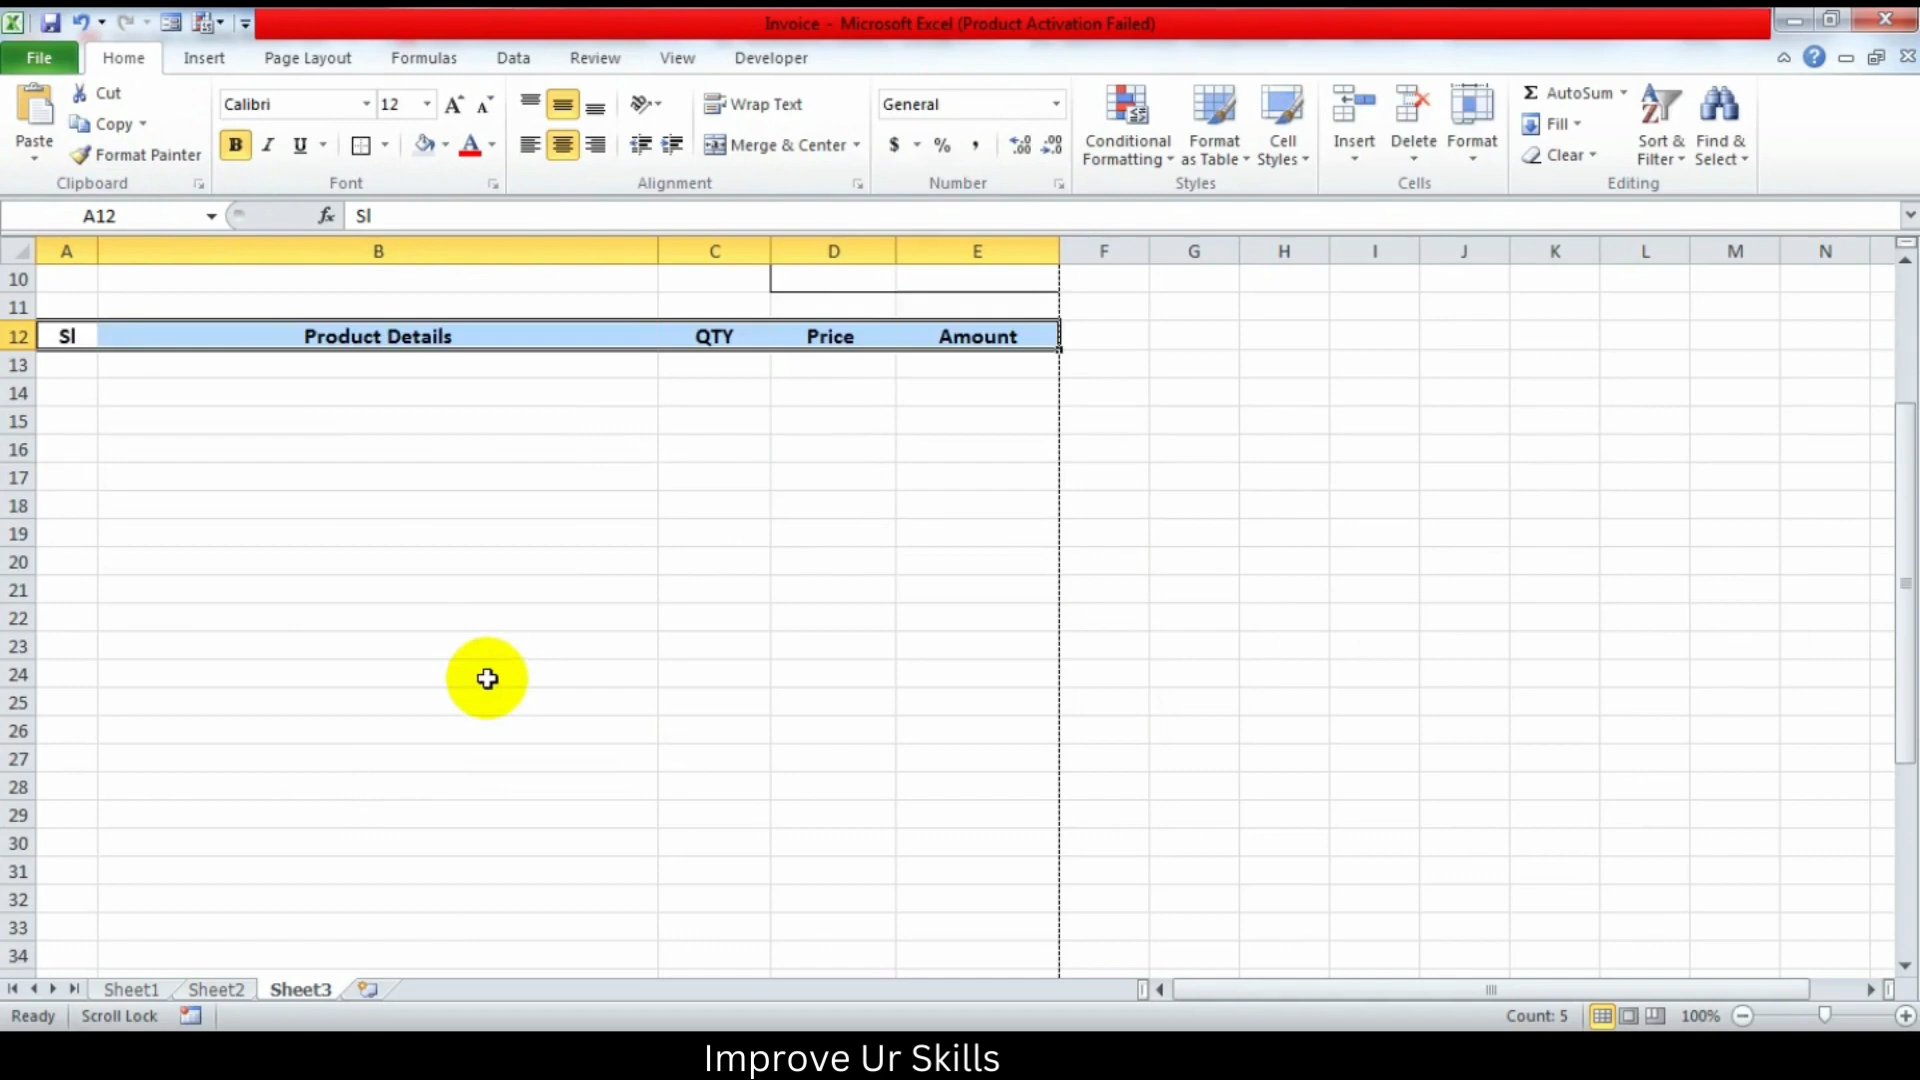 Invoice - Microsoft Excel (Product Activation Failed)
File Home Insert Page Layout Formulas Data Review View Developer
Paste
Cut
Copy
Format Painter
Clipboard
Calibri 12
B I U A
Font
Wrap Text
Merge & Center
Alignment
General
$ % ,
Number
Conditional Formatting
Format as Table
Cell Styles
Styles
Insert Delete Format
Cells
Σ AutoSum
Fill
Clear
Sort & Filter
Find & Select
Editing
A12 fx Sl
A B C D E F G H I J K L M N
10
11
12 Sl Product Details QTY Price Amount
13
14
15
16
17
18
19
20
21
22
23
24
25
26
27
28
29
30
31
32
33
34
Sheet1 Sheet2 Sheet3
Ready Scroll Lock Count: 5 100%
Improve Ur Skills